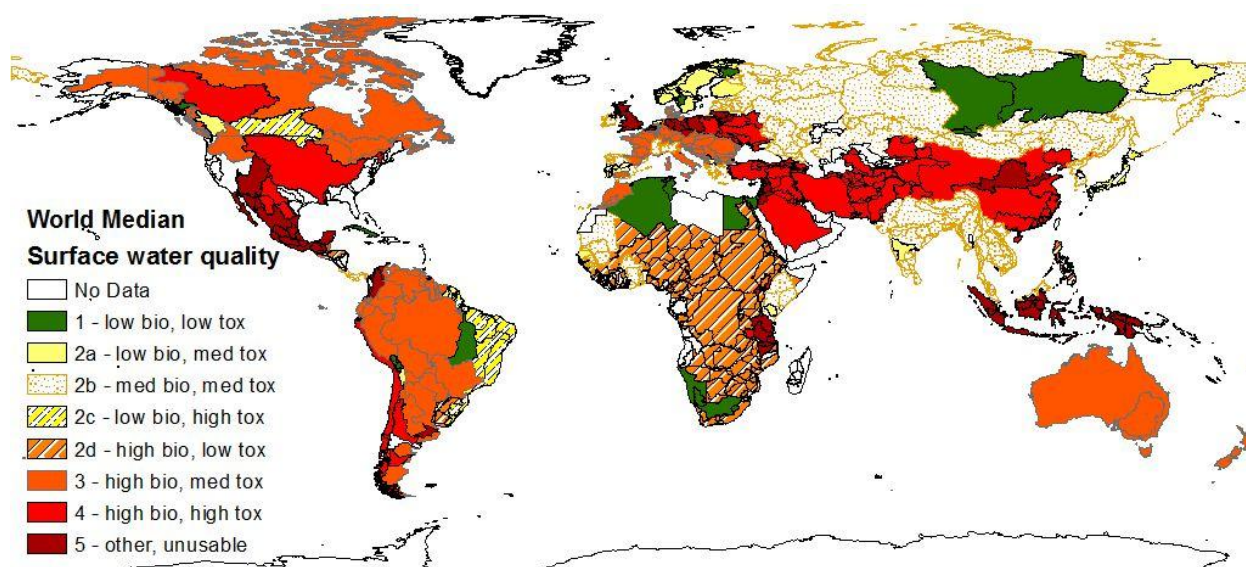 World Median
Surface water quality
No Data
1 - low bio, low tox
2a - low bio, med tox
2b - med bio, med tox
2c - low bio, high tox
2d - high bio, low tox
3 - high bio, med tox
4 - high bio, high tox
5 - other, unusable